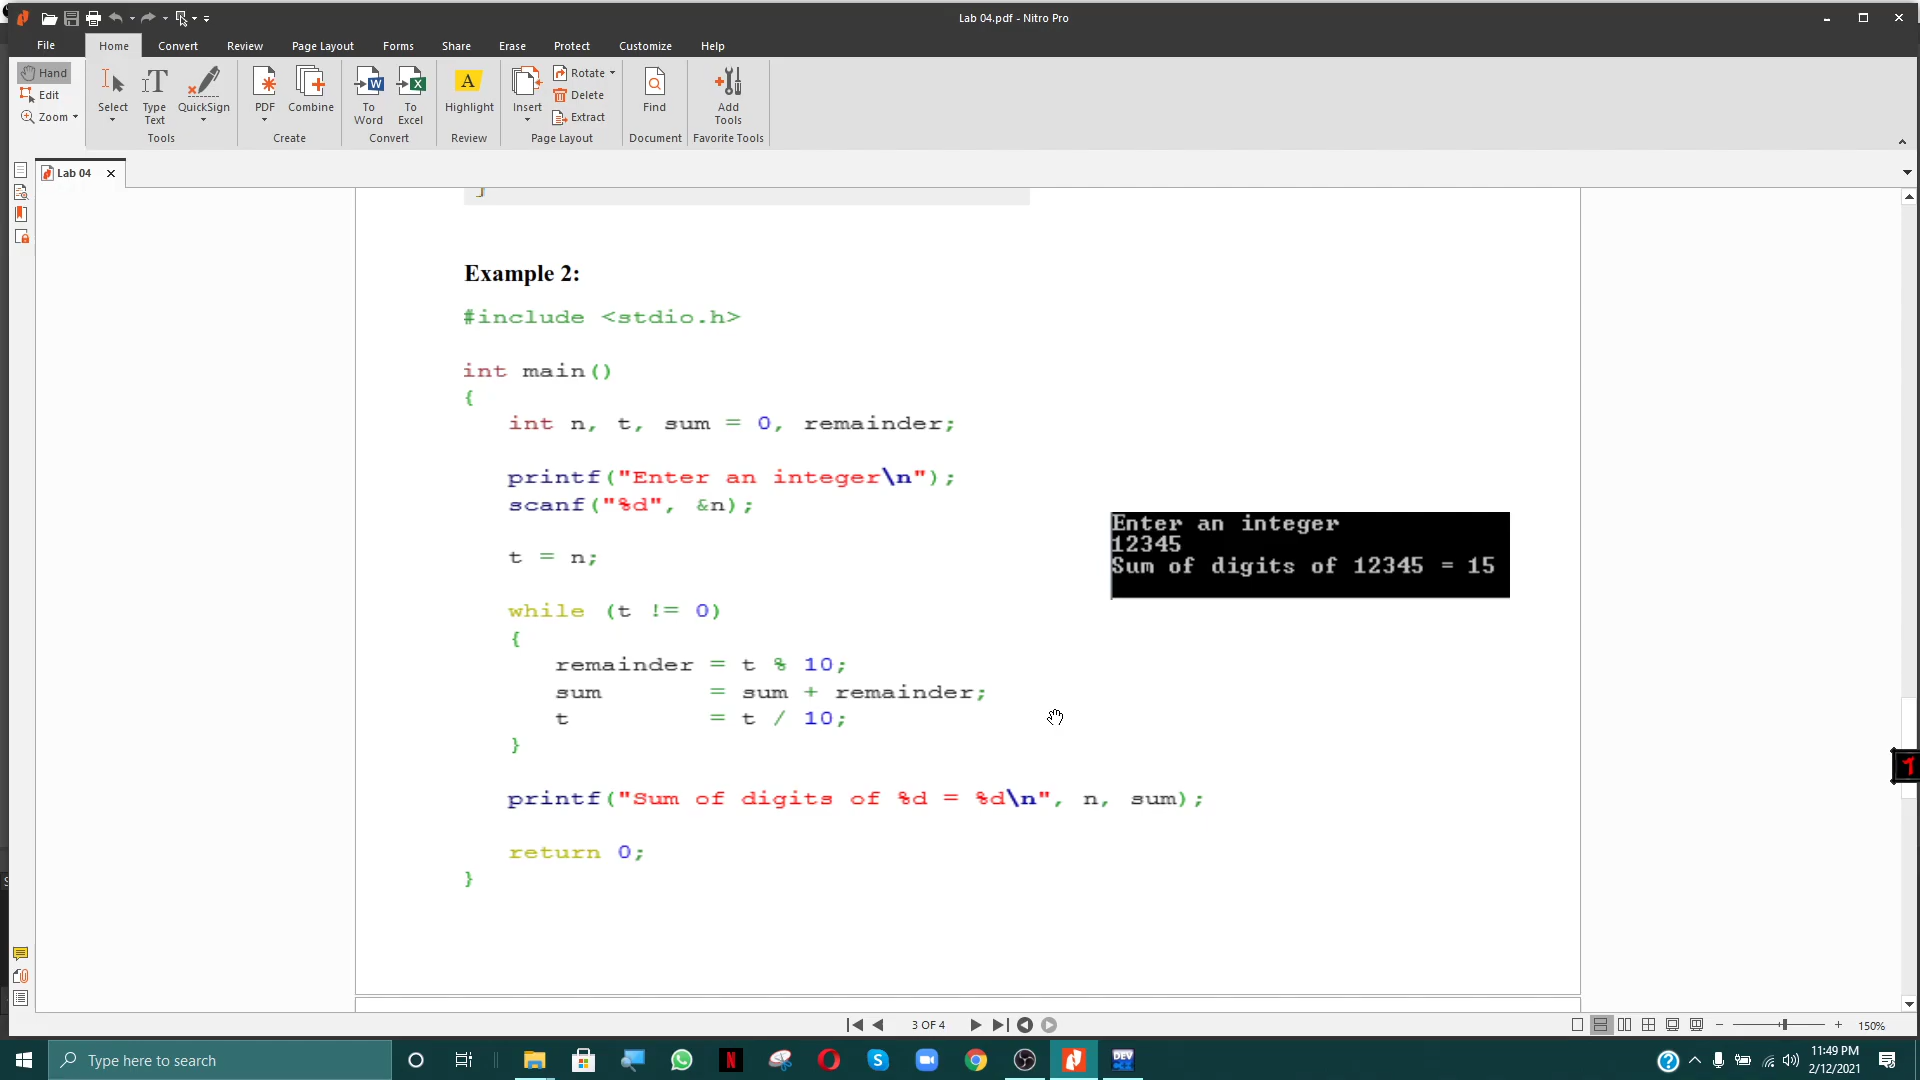 Lab 04.pdf - Nitro Pro
File Home Convert Review Page Layout Forms Share Erase Protect Customize Help
Hand
Edit
Zoom
Select
Type Text
QuickSign
Tools
PDF
Combine
Create
To Word
To Excel
Convert
A
Highlight
Review
Insert
Rotate
Delete
Extract
Page Layout
Find
Document
Add Tools
Favorite Tools
Lab 04
}
Example 2:
#include <stdio.h>
int main()
{
int n, t, sum = 0, remainder;
printf("Enter an integer\n");
scanf("%d", &n);
t = n;
while (t != 0)
{
remainder = t % 10;
sum = sum + remainder;
t = t / 10;
}
printf("Sum of digits of %d = %d\n", n, sum);
return 0;
}
Enter an integer
12345
Sum of digits of 12345 = 15
3 OF 4
150%
Type here to search
DEV
11:49 PM
2/12/2021